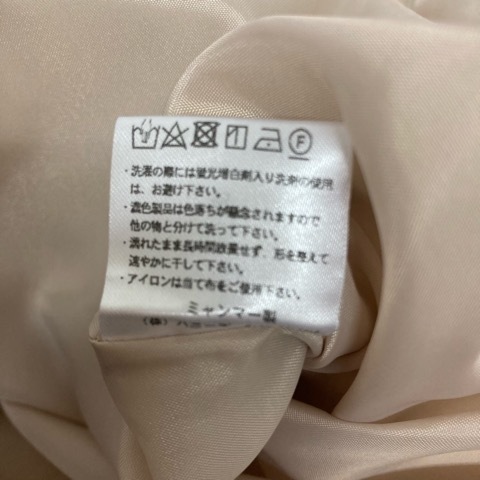 F
・洗濯の際には蛍光増白剤入り洗剤の使用
は、お避け下さい。
・濃色製品は色落ちが懸念されますので
他の物と分けて洗って下さい。
・濡れたまま長時間放置せず、形を整えて
速やかに干して下さい。
・アイロンは当て布をご使用下さい。
ミャンマー製